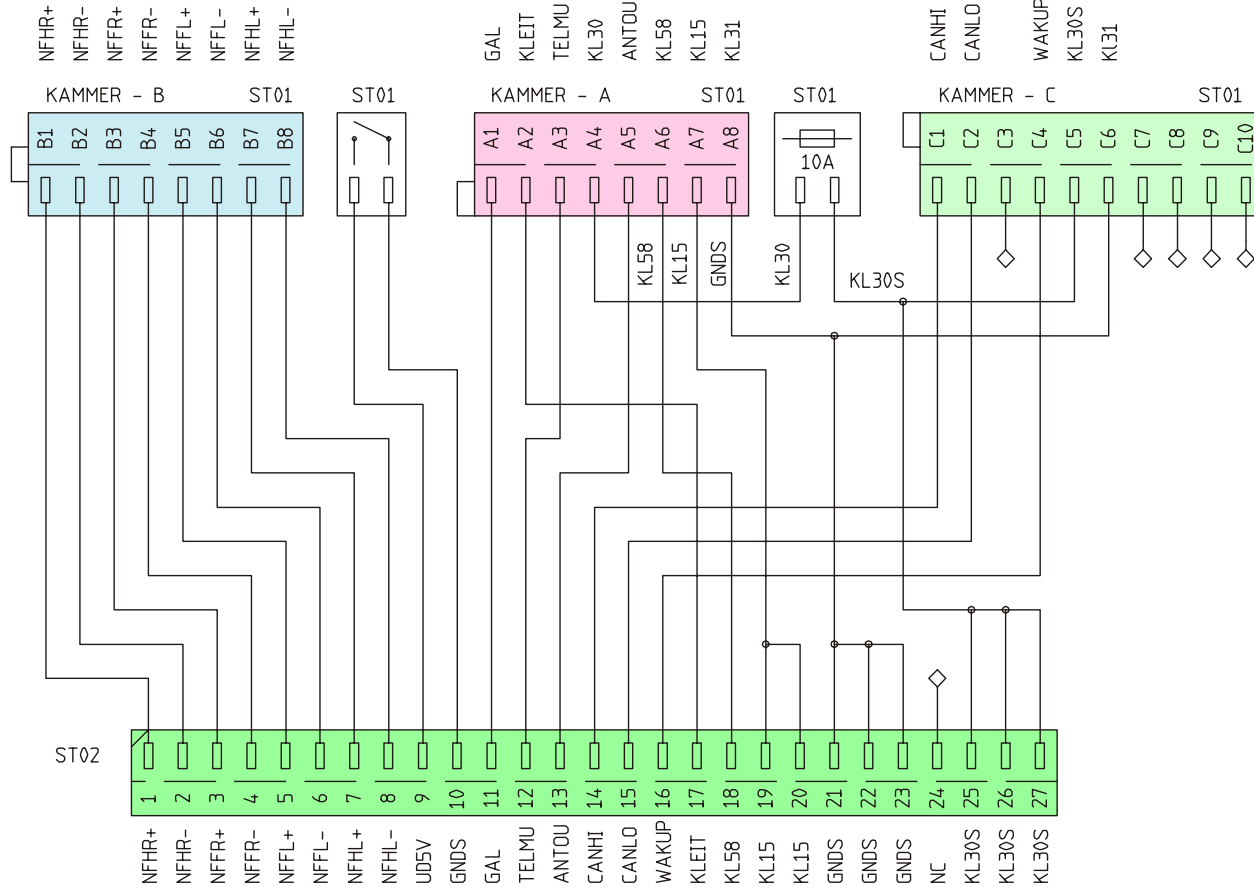 NFHR+ NFHR- NFFR+ NFFR- NFFL+ NFFL- NFHL+ NFHL- GAL KLEIT TELMU KL30 ANTOU KL58 KL15 KL31 CANHI CANLO WAKUP KL30S KL31
KAMMER - B ST01 ST01 KAMMER - A ST01 ST01 KAMMER - C ST01
B1 B2 B3 B4 B5 B6 B7 B8 A1 A2 A3 A4 A5 A6 A7 A8 C1 C2 C3 C4 C5 C6 C7 C8 C9 C10
10A
KL58 KL15 GNDS KL30 KL30S
ST02
1 2 3 4 5 6 7 8 9 10 11 12 13 14 15 16 17 18 19 20 21 22 23 24 25 26 27
NFHR+ NFHR- NFFR+ NFFR- NFFL+ NFFL- NFHL+ NFHL- UD5V GNDS GAL TELMU ANTOU CANHI CANLO WAKUP KLEIT KL58 KL15 KL15 GNDS GNDS GNDS NC KL30S KL30S KL30S